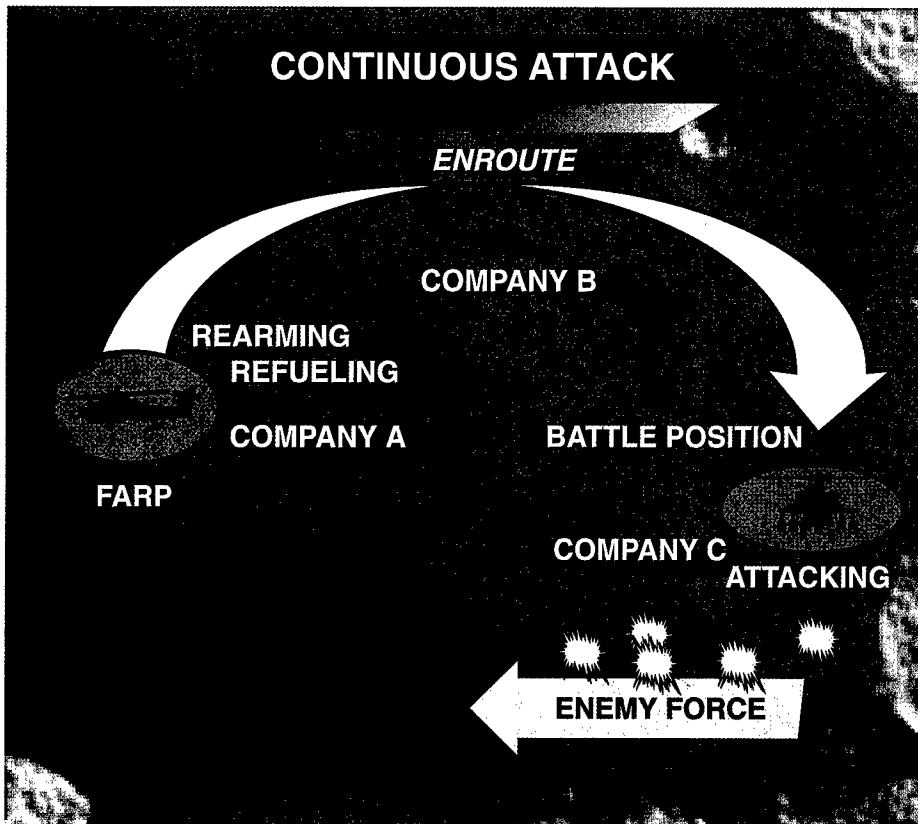 CONTINUOUS ATTACK
ENROUTE
COMPANY B
REARMING
REFUELING
COMPANY A
FARP
BATTLE POSITION
COMPANY C
ATTACKING
ENEMY FORCE